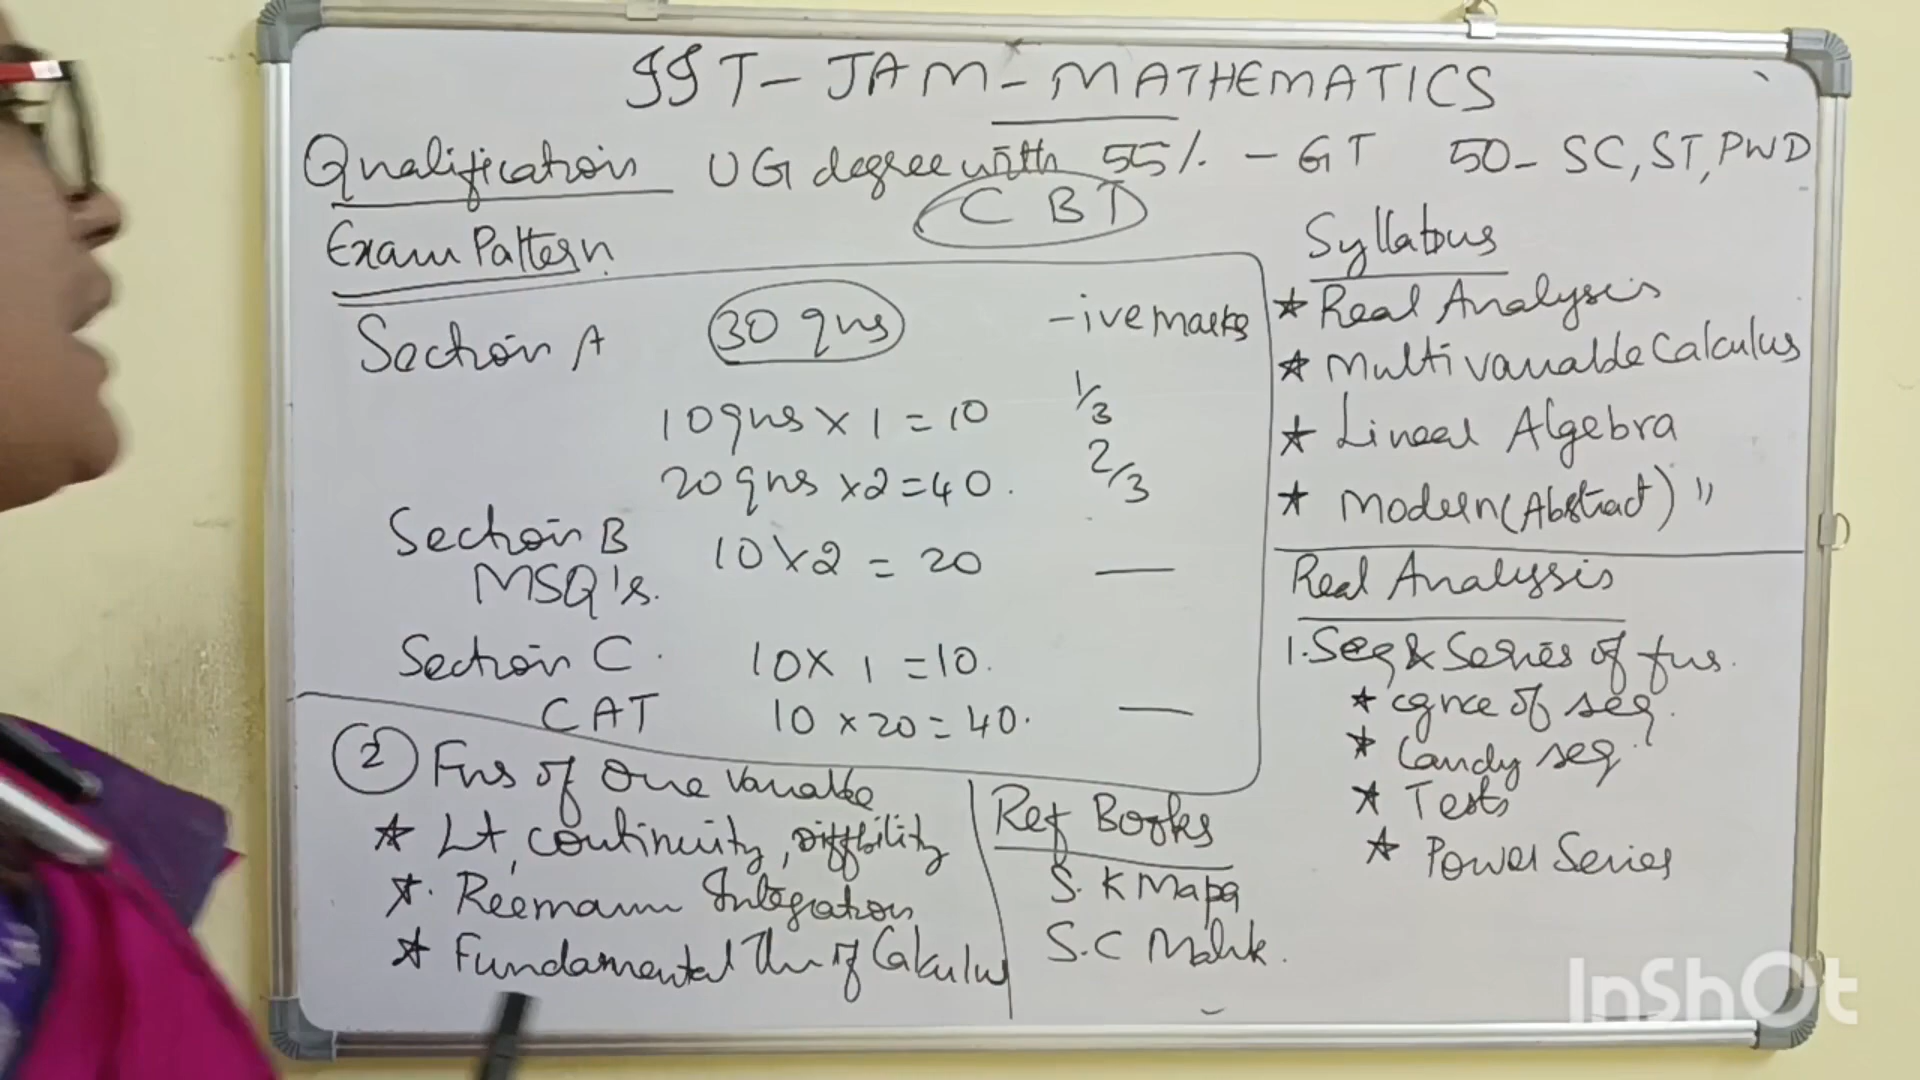 IIT-JAM-MATHEMATICS
Qualification UG degree with 55% - GT 50- SC, ST, PWD
CBT
Exam Pattern
Section A 30 qns -ive marks
10 qns x 1 = 10 1/3
20 qns x2 = 40. 2/3
Section B 10 x 2 = 20 —
MSQ's.
Section C. 10 x 1 = 10.
CAT 10 x 20 = 40. —
Syllabus
★ Real Analysis
★ Multivariable Calculus
★ Linear Algebra
★ Modern (Abstract) "
Real Analysis
1. Seq & Series of fns.
★ cgnce of seq.
★ Cauchy seq.
★ Tests
★ Power Series
② Fns of One Variable
★ Lt, continuity, diffbility
★. Reemann Integration
★ Fundamental Thr of Calculus
Ref Books
S. K Mapa
S.C Malik.
InShOt